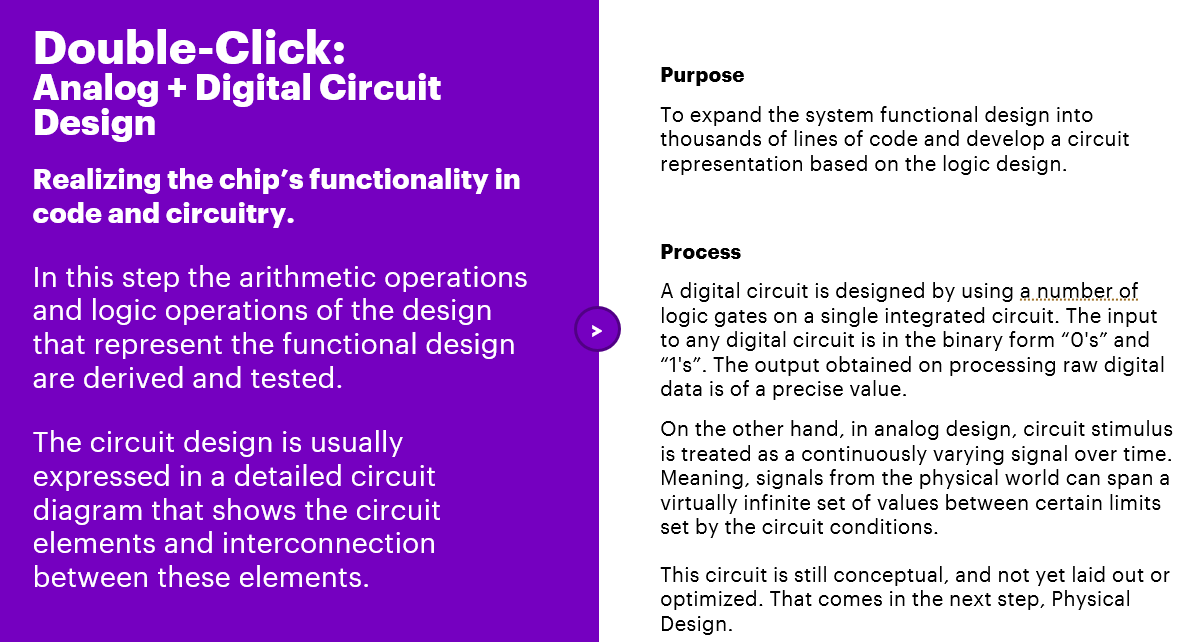 Double-Click:
Analog + Digital Circuit
Design
Realizing the chip’s functionality in
code and circuitry.
In this step the arithmetic operations
and logic operations of the design
that represent the functional design
are derived and tested.
The circuit design is usually
expressed in a detailed circuit
diagram that shows the circuit
elements and interconnection
between these elements.
>
Purpose
To expand the system functional design into
thousands of lines of code and develop a circuit
representation based on the logic design.
Process
A digital circuit is designed by using a number of
logic gates on a single integrated circuit. The input
to any digital circuit is in the binary form “0's” and
“1's”. The output obtained on processing raw digital
data is of a precise value.
On the other hand, in analog design, circuit stimulus
is treated as a continuously varying signal over time.
Meaning, signals from the physical world can span a
virtually infinite set of values between certain limits
set by the circuit conditions.
This circuit is still conceptual, and not yet laid out or
optimized. That comes in the next step, Physical
Design.